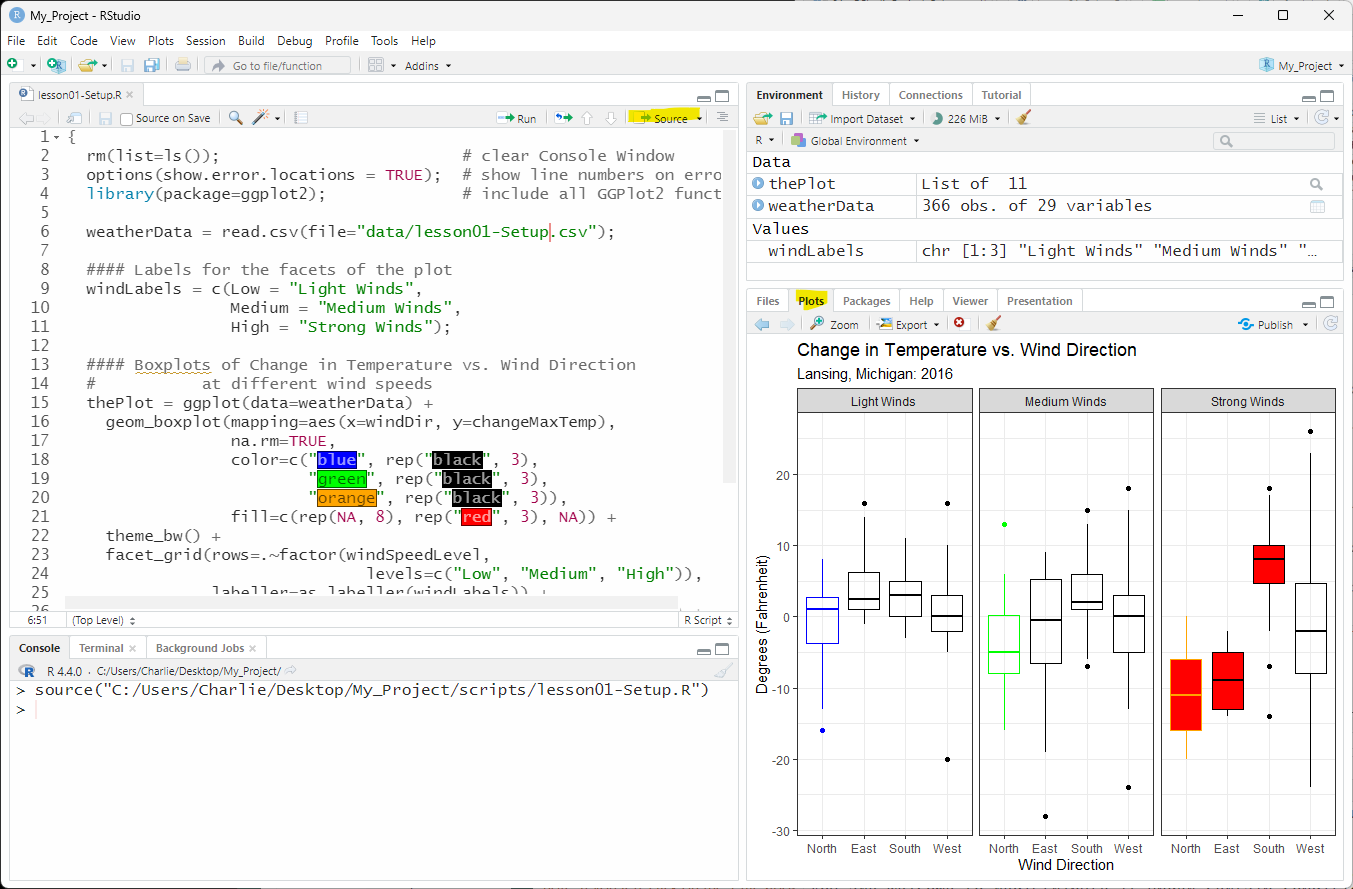 My_Project - RStudio
File Edit Code View Plots Session Build Debug Profile Tools Help
Go to file/function Addins My_Project
lesson01-Setup.R
Source on Save Run Source
1 {
2 rm(list=ls()); # clear Console Window
3 options(show.error.locations = TRUE); # show line numbers on erro
4 library(package=ggplot2); # include all GGPlot2 funct
5
6 weatherData = read.csv(file="data/lesson01-Setup.csv");
7
8 #### Labels for the facets of the plot
9 windLabels = c(Low = "Light Winds",
10 Medium = "Medium Winds",
11 High = "Strong Winds");
12
13 #### Boxplots of Change in Temperature vs. Wind Direction
14 # at different wind speeds
15 thePlot = ggplot(data=weatherData) +
16 geom_boxplot(mapping=aes(x=windDir, y=changeMaxTemp),
17 na.rm=TRUE,
18 color=c("blue", rep("black", 3),
19 "green", rep("black", 3),
20 "orange", rep("black", 3)),
21 fill=c(rep(NA, 8), rep("red", 3), NA)) +
22 theme_bw() +
23 facet_grid(rows=.~factor(windSpeedLevel,
24 levels=c("Low", "Medium", "High")),
25 labeller=as_labeller(windLabels)) +
26
6:51 (Top Level) R Script
Console Terminal Background Jobs
R 4.4.0 · C:/Users/Charlie/Desktop/My_Project/
> source("C:/Users/Charlie/Desktop/My_Project/scripts/lesson01-Setup.R")
>
Environment History Connections Tutorial
Import Dataset 226 MiB List
R Global Environment
Data
thePlot List of 11
weatherData 366 obs. of 29 variables
Values
windLabels chr [1:3] "Light Winds" "Medium Winds" "…
Files Plots Packages Help Viewer Presentation
Zoom Export Publish
Change in Temperature vs. Wind Direction
Lansing, Michigan: 2016
Light Winds Medium Winds Strong Winds
Degrees (Fahrenheit)
20
10
0
-10
-20
-30
North East South West North East South West North East South West
Wind Direction